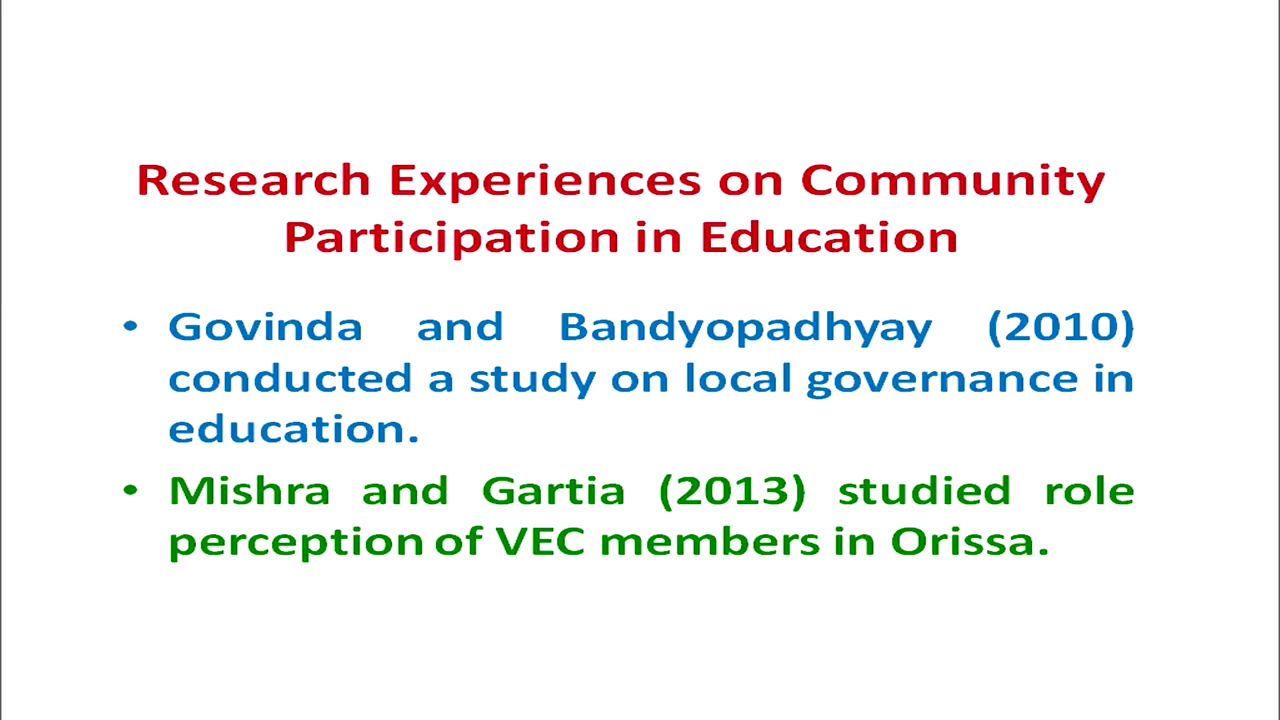 Research Experiences on Community
Participation in Education
• Govinda and Bandyopadhyay (2010)
conducted a study on local governance in
education.
• Mishra and Gartia (2013) studied role
perception of VEC members in Orissa.